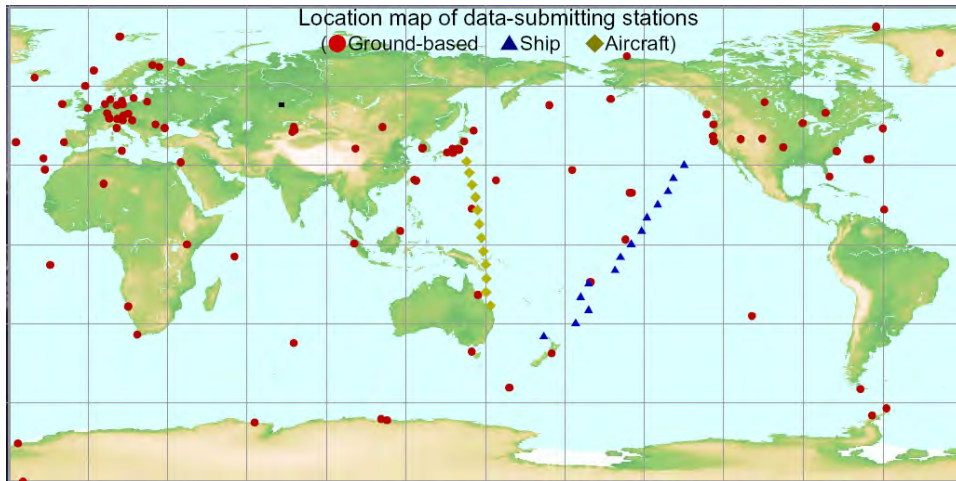 Location map of data-submitting stations
(Ground-based Ship Aircraft)